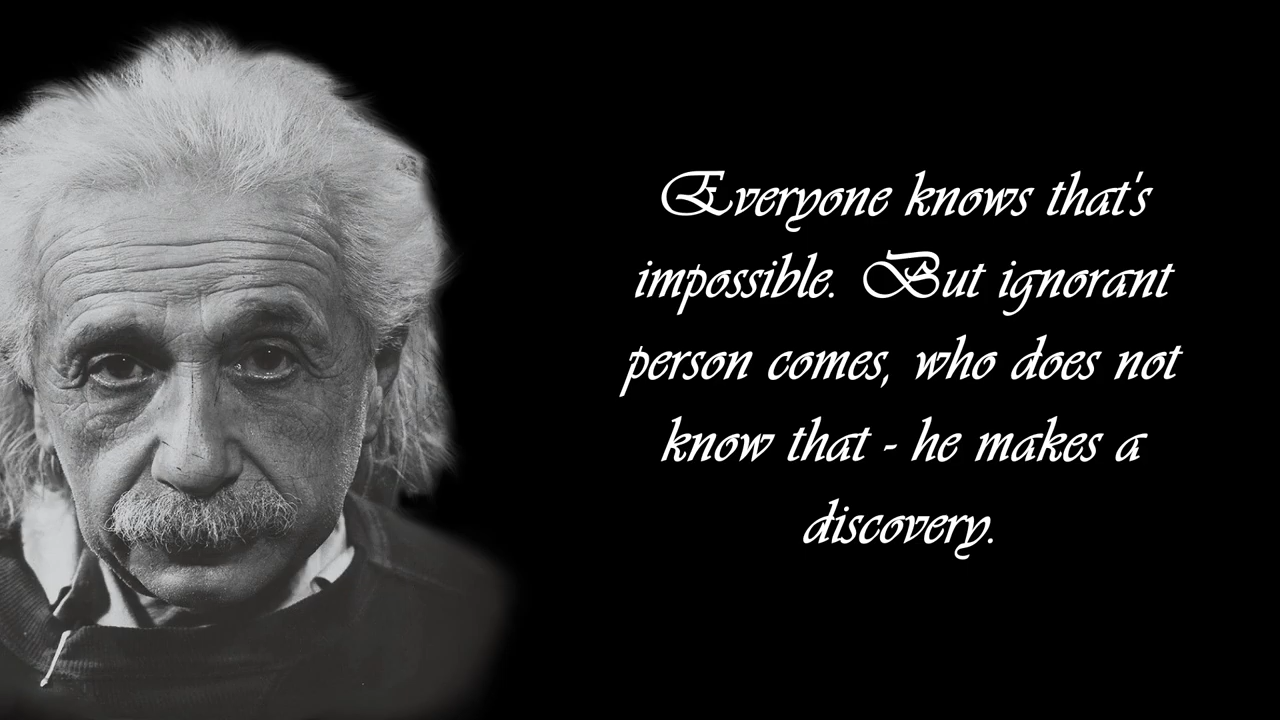 Everyone knows that's
impossible. But ignorant
person comes, who does not
know that - he makes a
discovery.